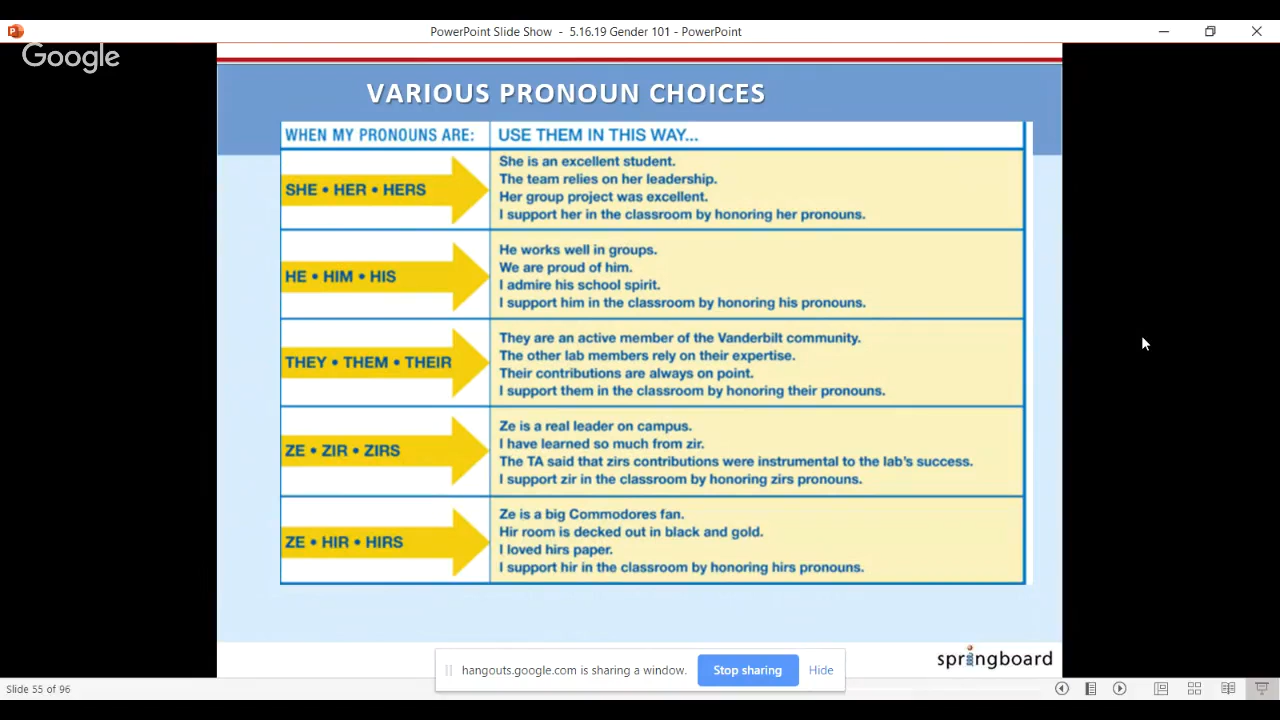 PowerPoint Slide Show - 5.16.19 Gender 101 - PowerPoint
Google
VARIOUS PRONOUN CHOICES
WHEN MY PRONOUNS ARE:
USE THEM IN THIS WAY...
SHE • HER • HERS
She is an excellent student.
The team relies on her leadership.
Her group project was excellent.
I support her in the classroom by honoring her pronouns.
HE • HIM • HIS
He works well in groups.
We are proud of him.
I admire his school spirit.
I support him in the classroom by honoring his pronouns.
THEY • THEM • THEIR
They are an active member of the Vanderbilt community.
The other lab members rely on their expertise.
Their contributions are always on point.
I support them in the classroom by honoring their pronouns.
ZE • ZIR • ZIRS
Ze is a real leader on campus.
I have learned so much from zir.
The TA said that zirs contributions were instrumental to the lab's success.
I support zir in the classroom by honoring zirs pronouns.
ZE • HIR • HIRS
Ze is a big Commodores fan.
Hir room is decked out in black and gold.
I loved hirs paper.
I support hir in the classroom by honoring hirs pronouns.
springboard
hangouts.google.com is sharing a window.
Stop sharing
Hide
Slide 55 of 96